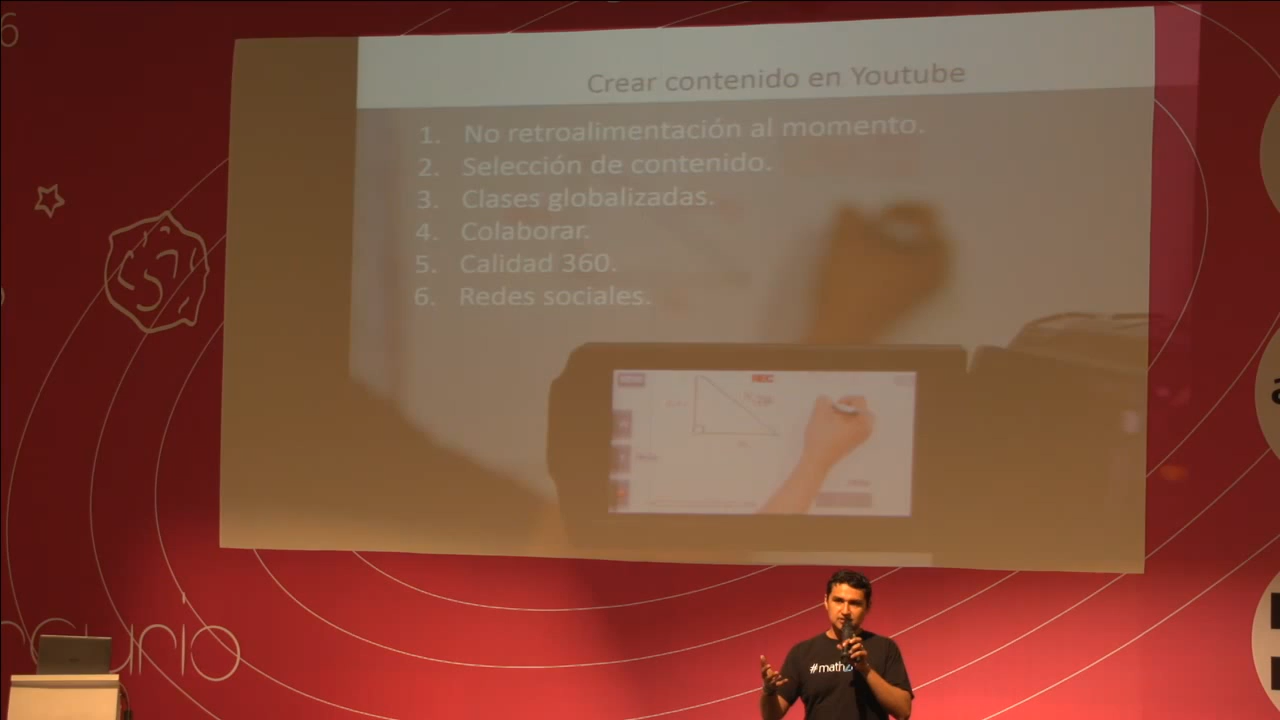 Crear contenido en Youtube
1. No retroalimentación al momento.
2. Selección de contenido.
3. Clases globalizadas.
4. Colaborar.
5. Calidad 360.
6. Redes sociales.
REC
#math